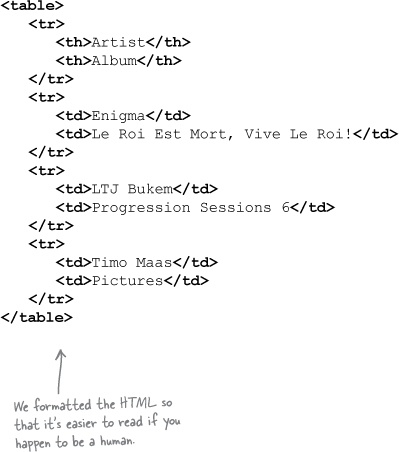 <table>
<tr>
<th>Artist</th>
<th>Album</th>
</tr>
<tr>
<td>Enigma</td>
<td>Le Roi Est Mort, Vive Le Roi!</td>
</tr>
<tr>
<td>LTJ Bukem</td>
<td>Progression Sessions 6</td>
</tr>
<tr>
<td>Timo Maas</td>
<td>Pictures</td>
</tr>
</table>
We formatted the HTML so
that it's easier to read if you
happen to be a human.